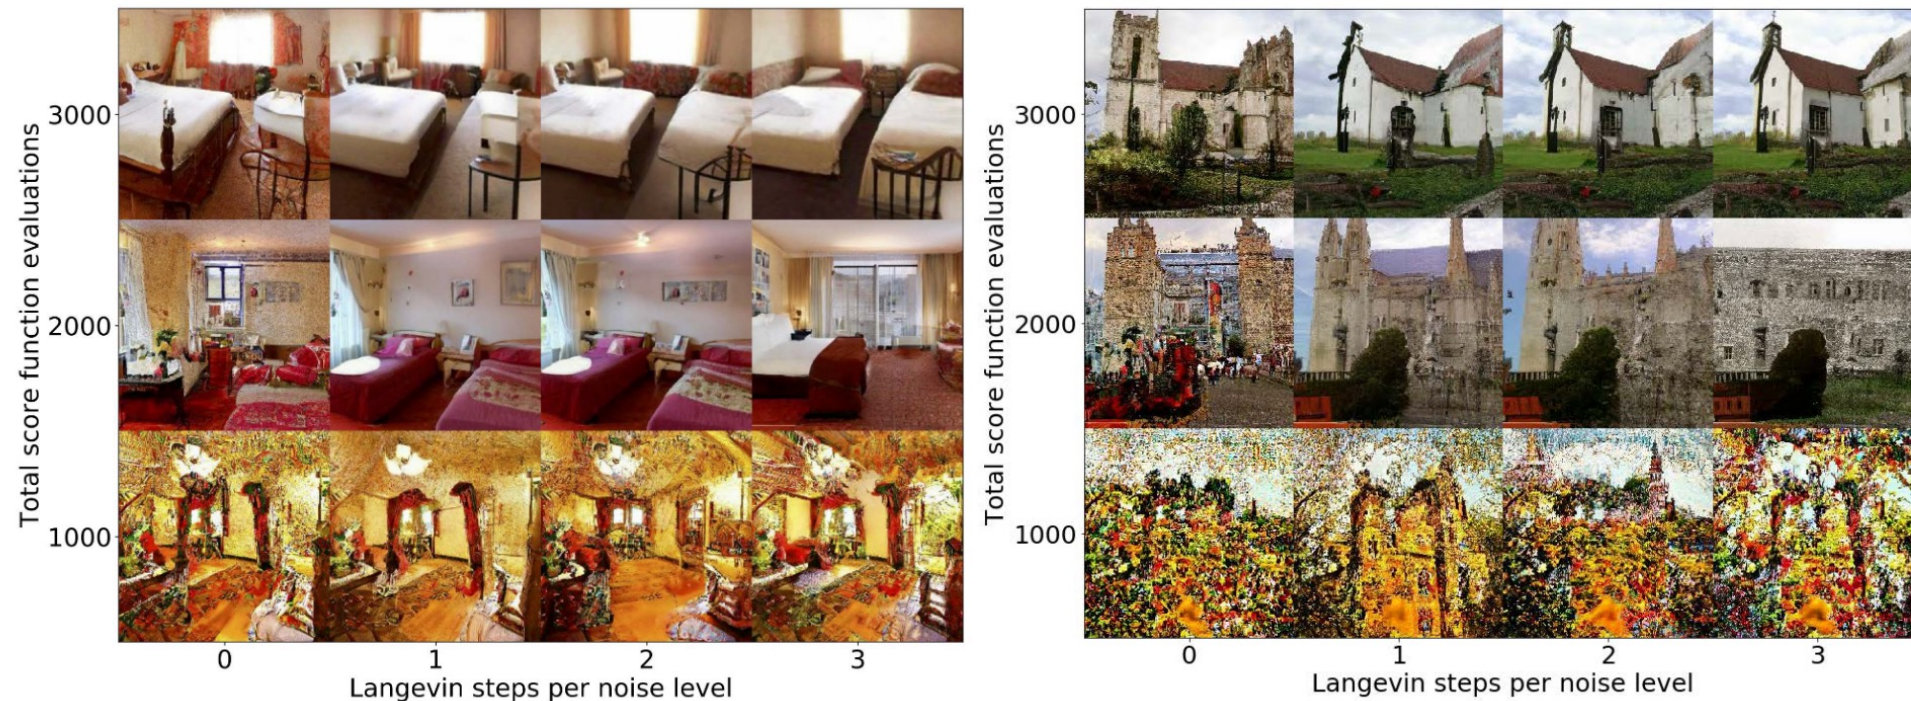 Total score function evaluations
3000
2000
1000
0 1 2 3
Langevin steps per noise level
Total score function evaluations
3000
2000
1000
0 1 2 3
Langevin steps per noise level